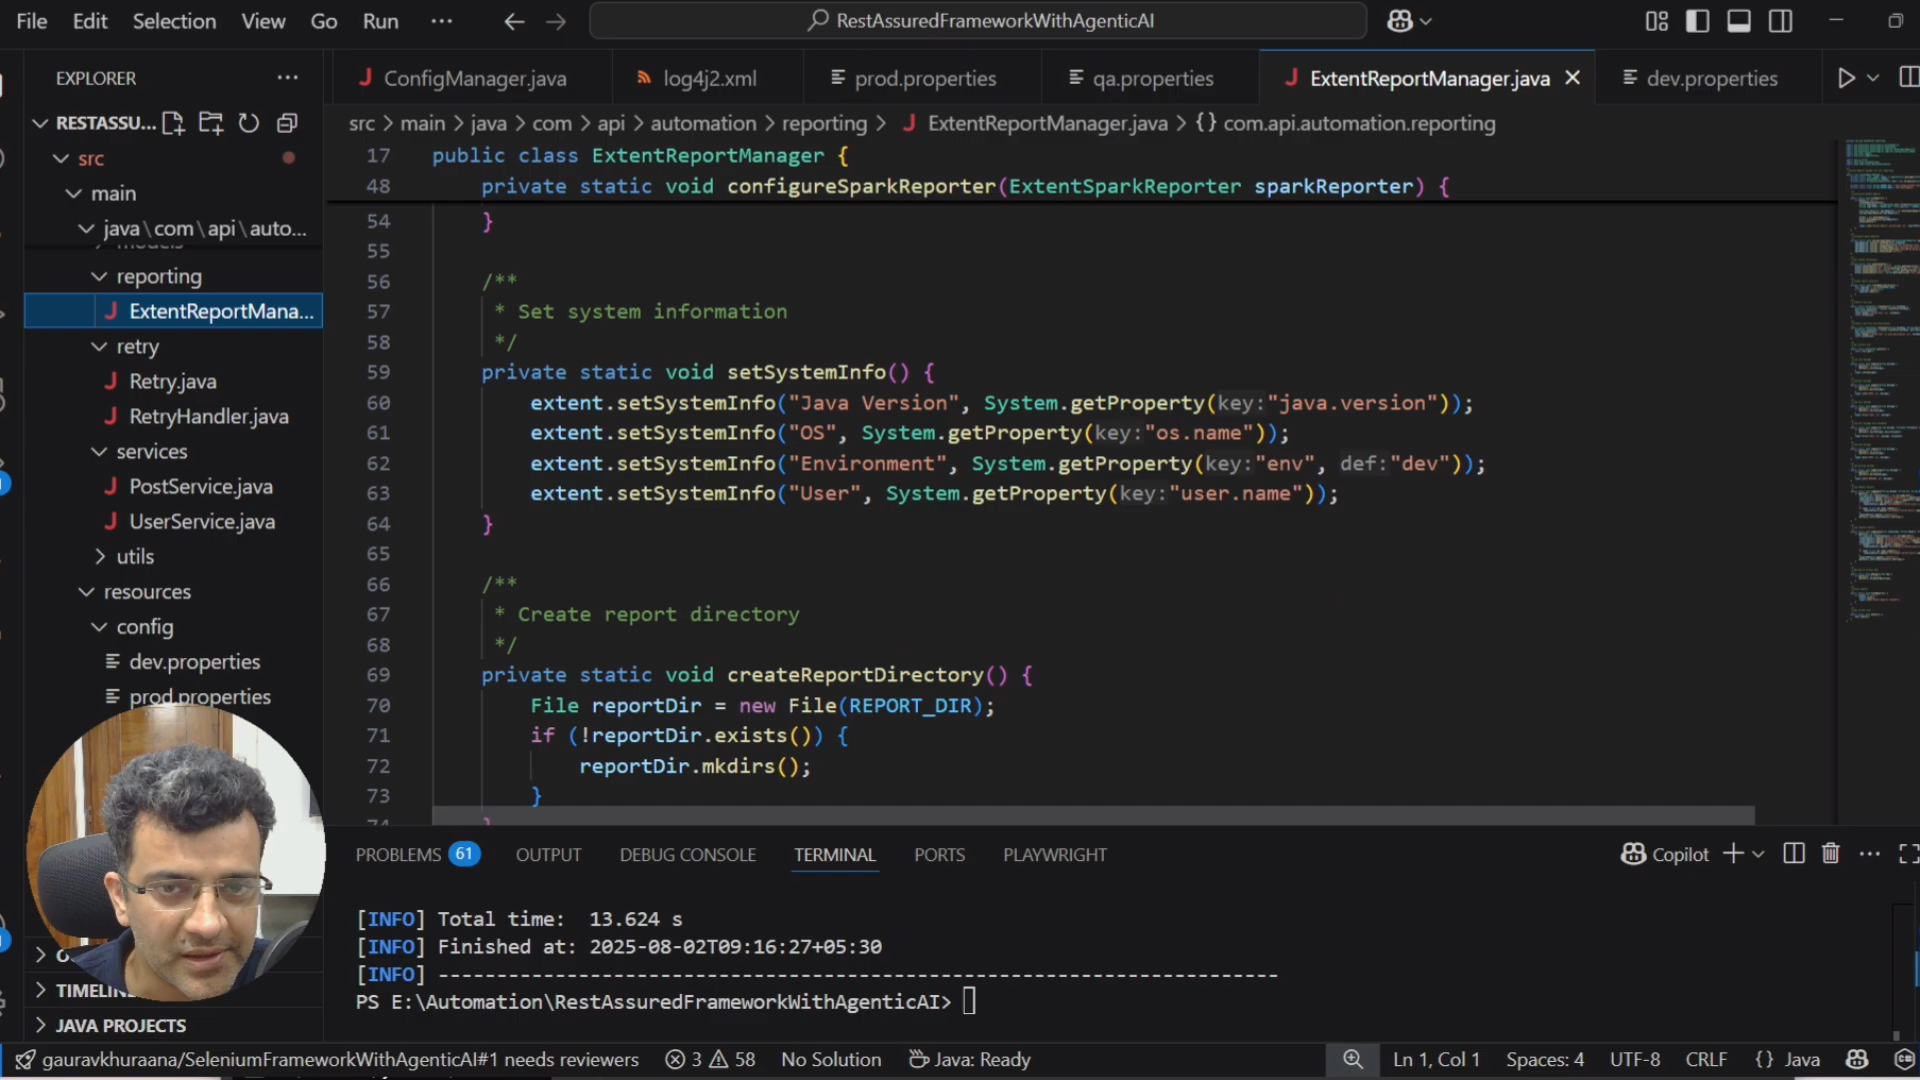 File Edit Selection View Go Run ··· RestAssuredFrameworkWithAgenticAI
EXPLORER ···
RESTASSU...
src
main
java\com\api\auto...
models
reporting
ExtentReportMana...
retry
Retry.java
RetryHandler.java
services
PostService.java
UserService.java
utils
resources
config
dev.properties
prod.properties
TIMELIN
JAVA PROJECTS
ConfigManager.java log4j2.xml prod.properties qa.properties ExtentReportManager.java dev.properties
src > main > java > com > api > automation > reporting > ExtentReportManager.java > {} com.api.automation.reporting
17 public class ExtentReportManager {
48 private static void configureSparkReporter(ExtentSparkReporter sparkReporter) {
54 }
55
56 /**
57 * Set system information
58 */
59 private static void setSystemInfo() {
60 extent.setSystemInfo("Java Version", System.getProperty(key:"java.version"));
61 extent.setSystemInfo("OS", System.getProperty(key:"os.name"));
62 extent.setSystemInfo("Environment", System.getProperty(key:"env", def:"dev"));
63 extent.setSystemInfo("User", System.getProperty(key:"user.name"));
64 }
65
66 /**
67 * Create report directory
68 */
69 private static void createReportDirectory() {
70 File reportDir = new File(REPORT_DIR);
71 if (!reportDir.exists()) {
72 reportDir.mkdirs();
73 }
74 }
PROBLEMS 61 OUTPUT DEBUG CONSOLE TERMINAL PORTS PLAYWRIGHT Copilot
[INFO] Total time:  13.624 s
[INFO] Finished at: 2025-08-02T09:16:27+05:30
[INFO] ------------------------------------------------------------------------
PS E:\Automation\RestAssuredFrameworkWithAgenticAI>
gauravkhuraana/SeleniumFrameworkWithAgenticAI#1 needs reviewers 3 58 No Solution Java: Ready Ln 1, Col 1 Spaces: 4 UTF-8 CRLF {} Java